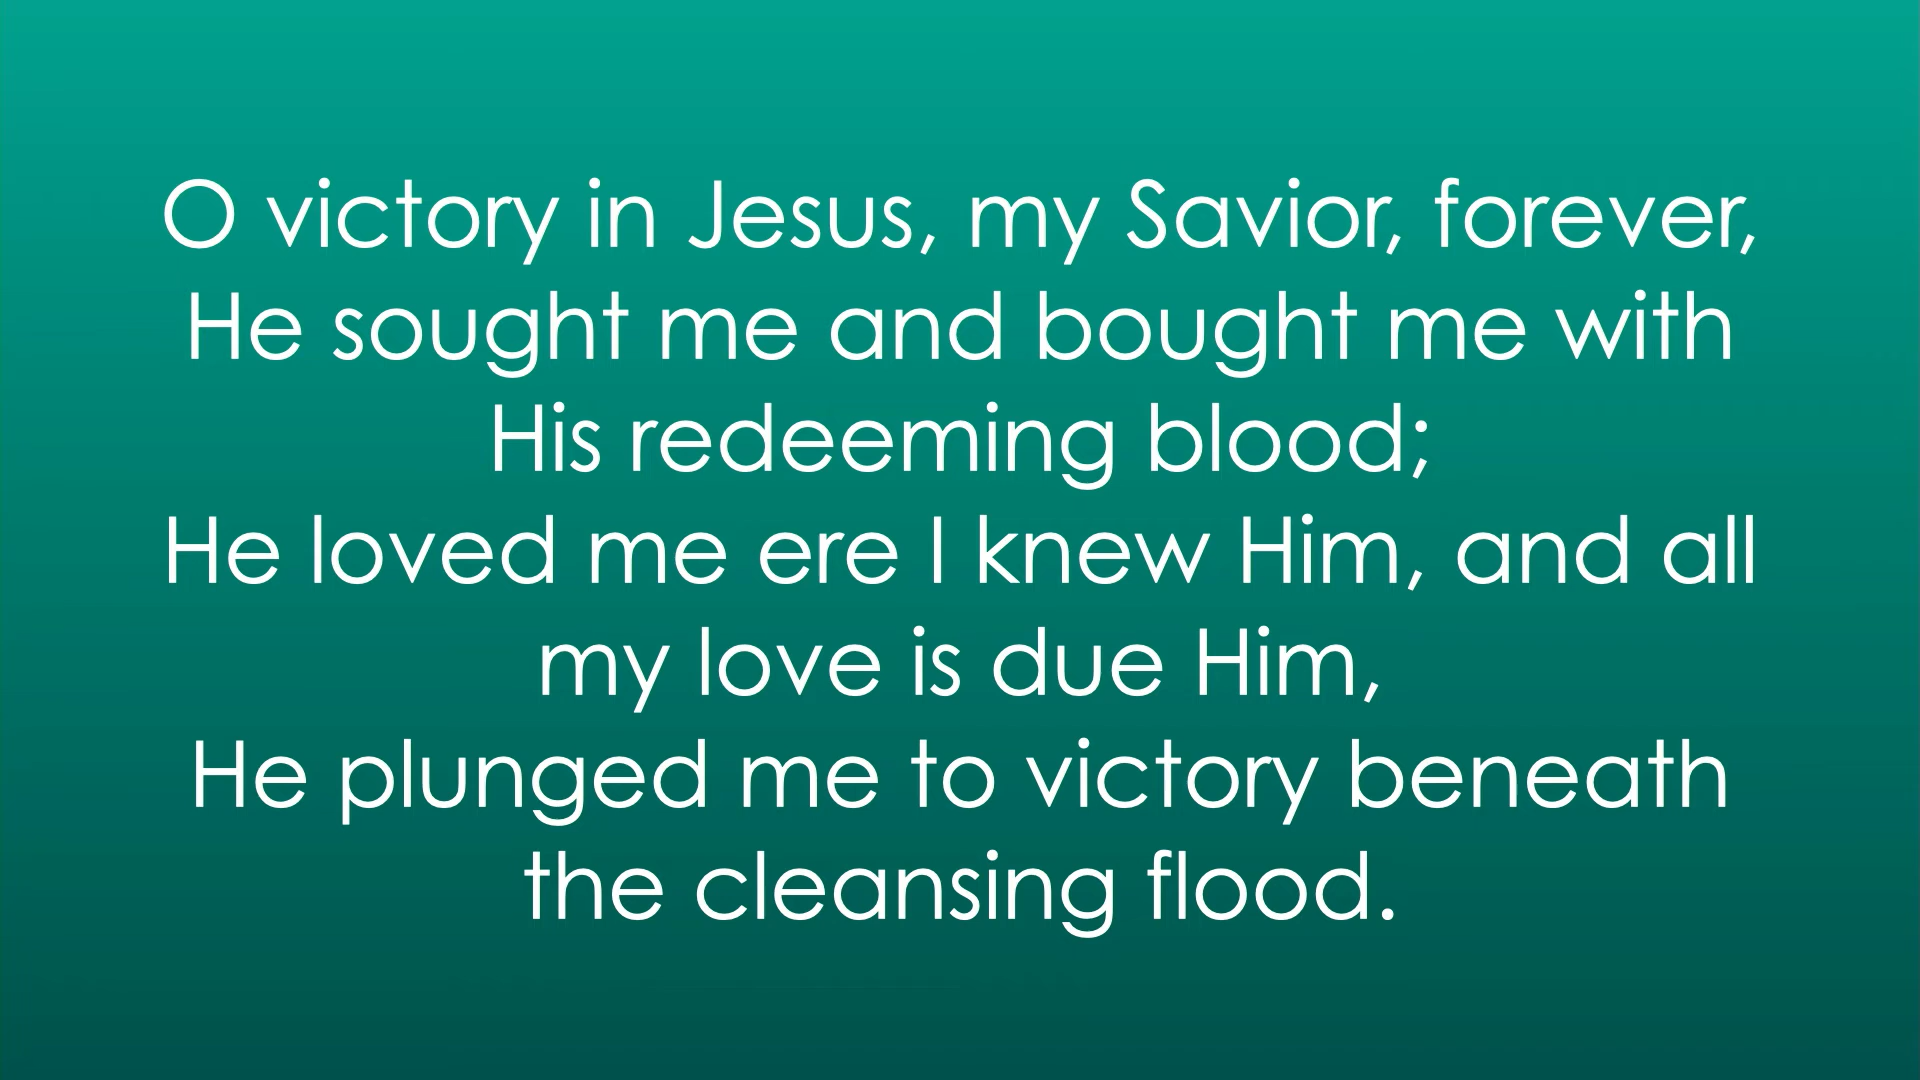 O victory in Jesus, my Savior, forever,
He sought me and bought me with
His redeeming blood;
He loved me ere I knew Him, and all
my love is due Him,
He plunged me to victory beneath
the cleansing flood.